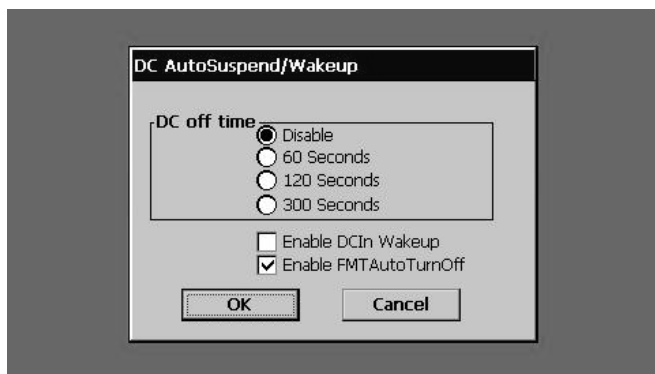 DC AutoSuspend/Wakeup
DC off time
Disable
60 Seconds
120 Seconds
300 Seconds
Enable DCIn Wakeup
Enable FMTAutoTurnOff
OK Cancel